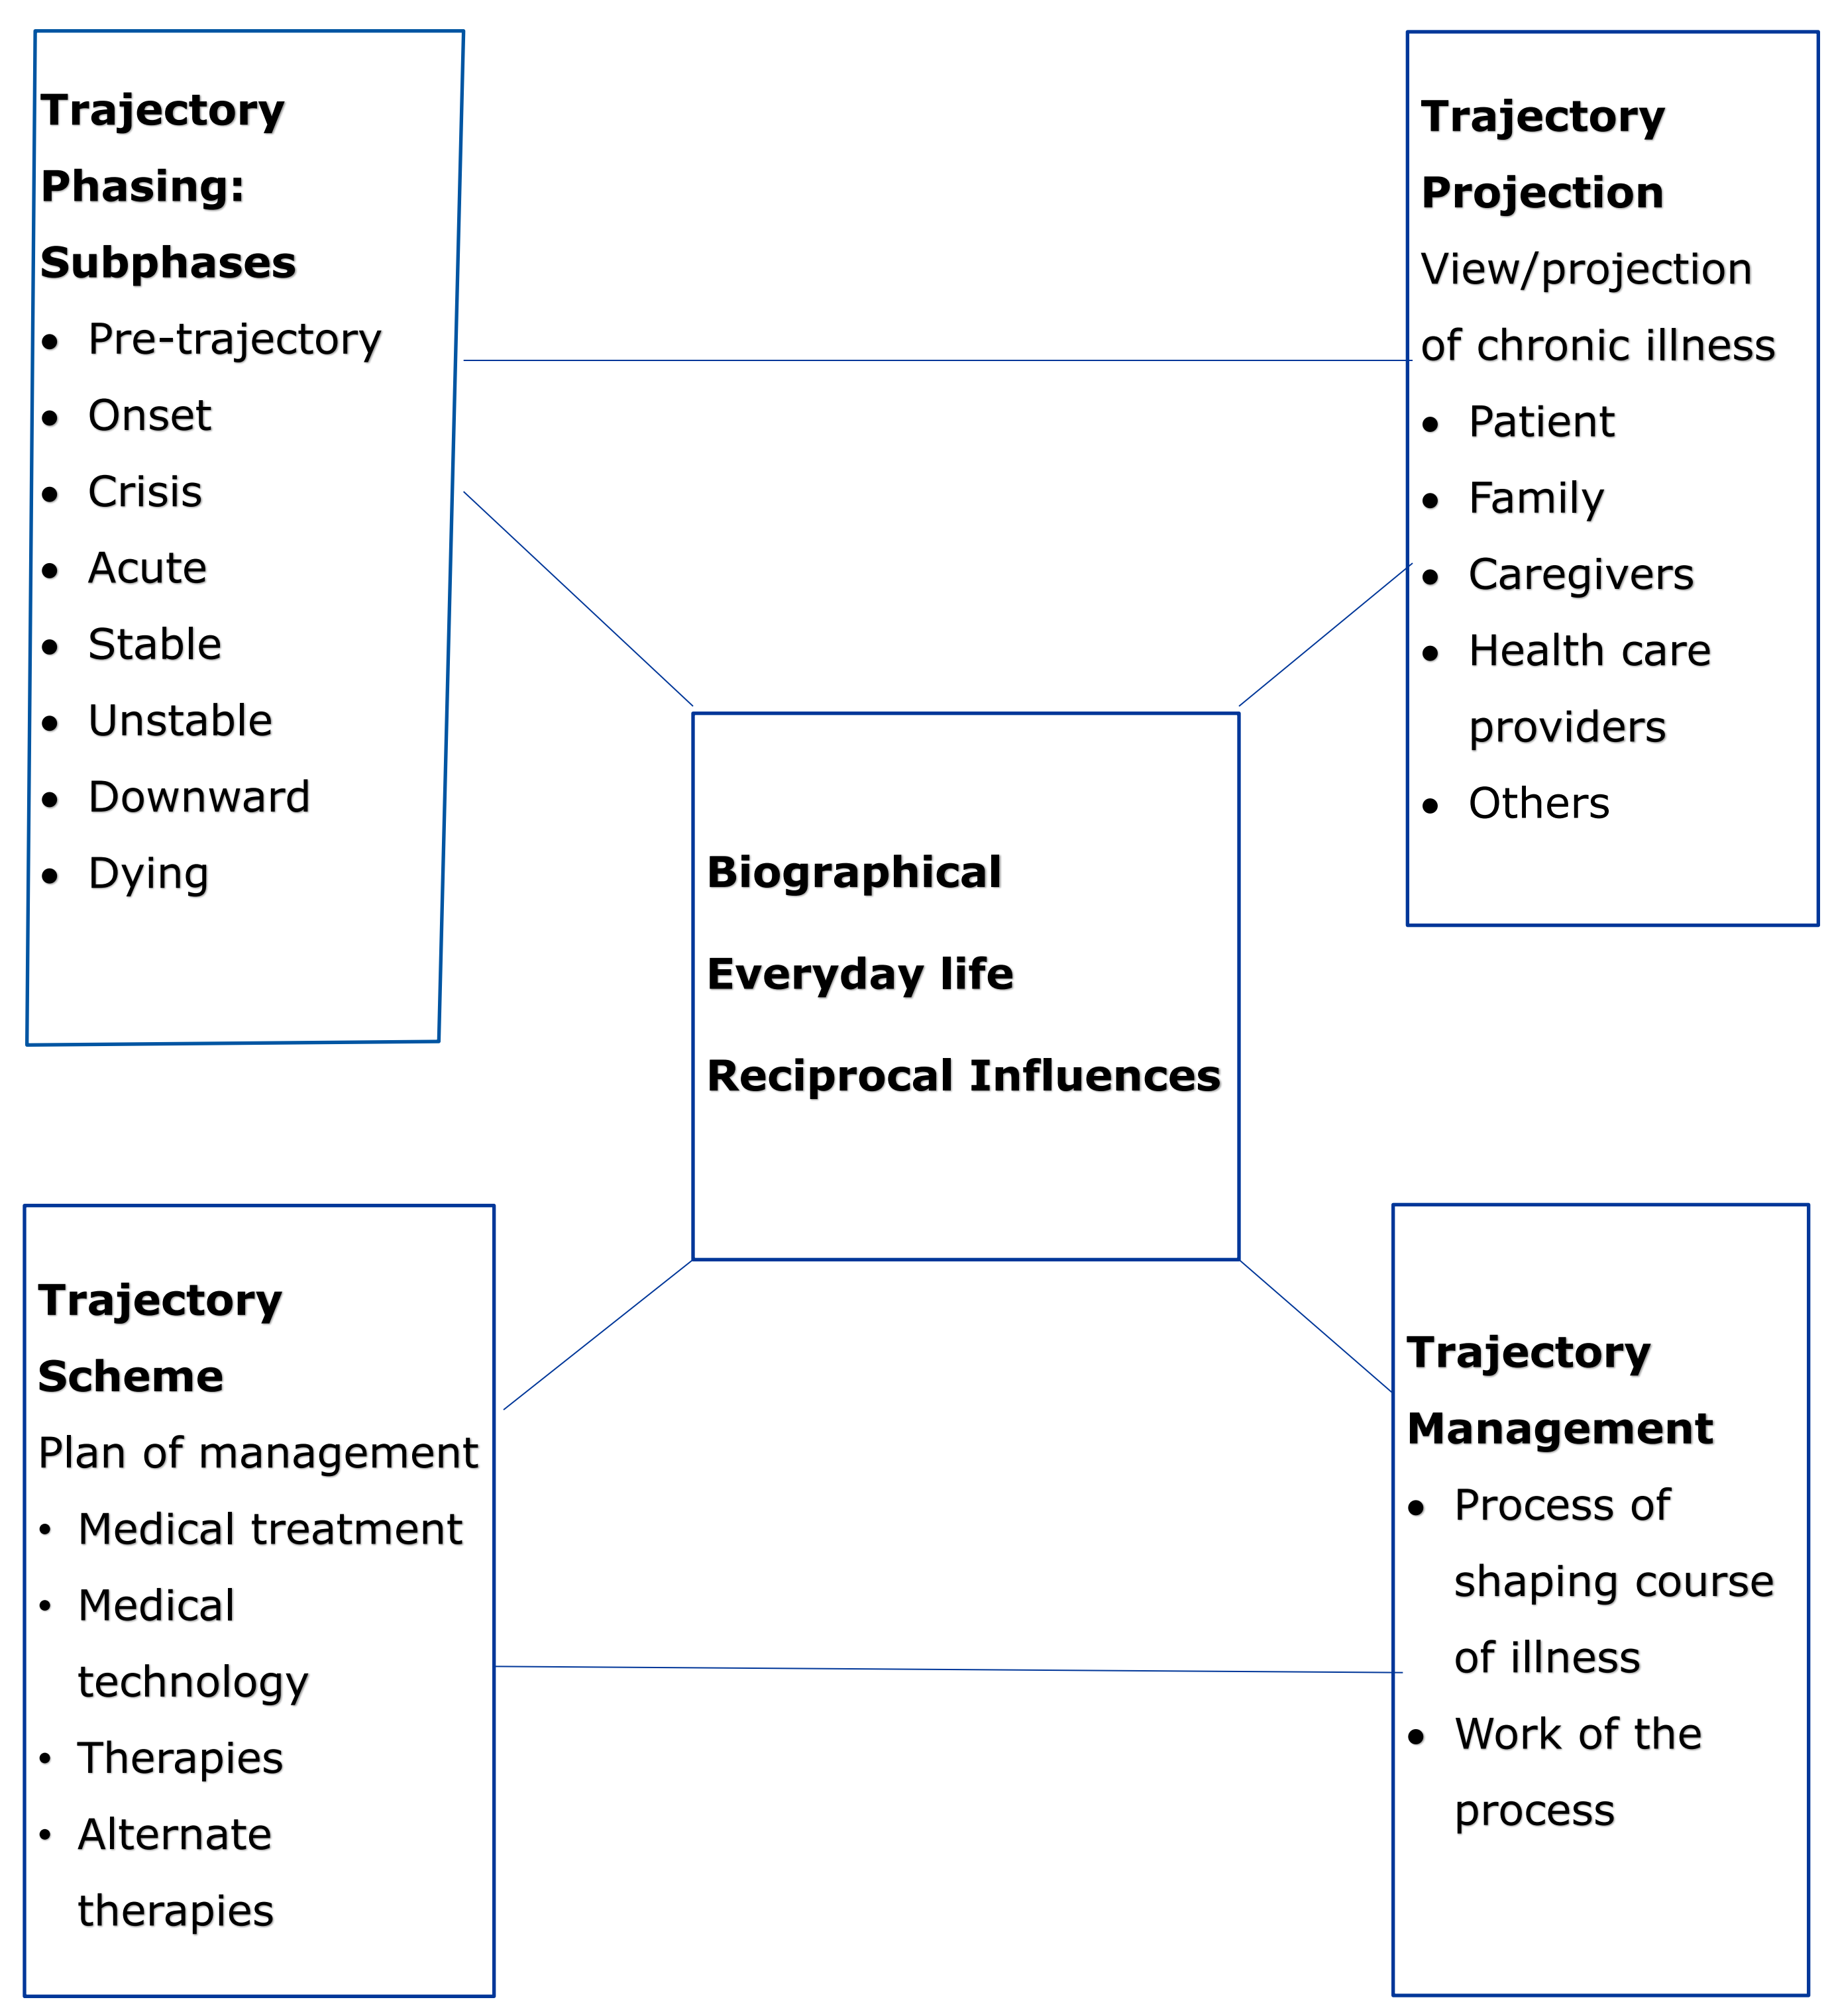 Trajectory
Phasing:
Subphases
• Pre-trajectory
• Onset
• Crisis
• Acute
• Stable
• Unstable
• Downward
• Dying
Trajectory
Projection
View/projection
of chronic illness
• Patient
• Family
• Caregivers
• Health care
providers
• Others
Biographical
Everyday life
Reciprocal Influences
Trajectory
Scheme
Plan of management
• Medical treatment
• Medical
technology
• Therapies
• Alternate
therapies
Trajectory
Management
• Process of
shaping course
of illness
• Work of the
process